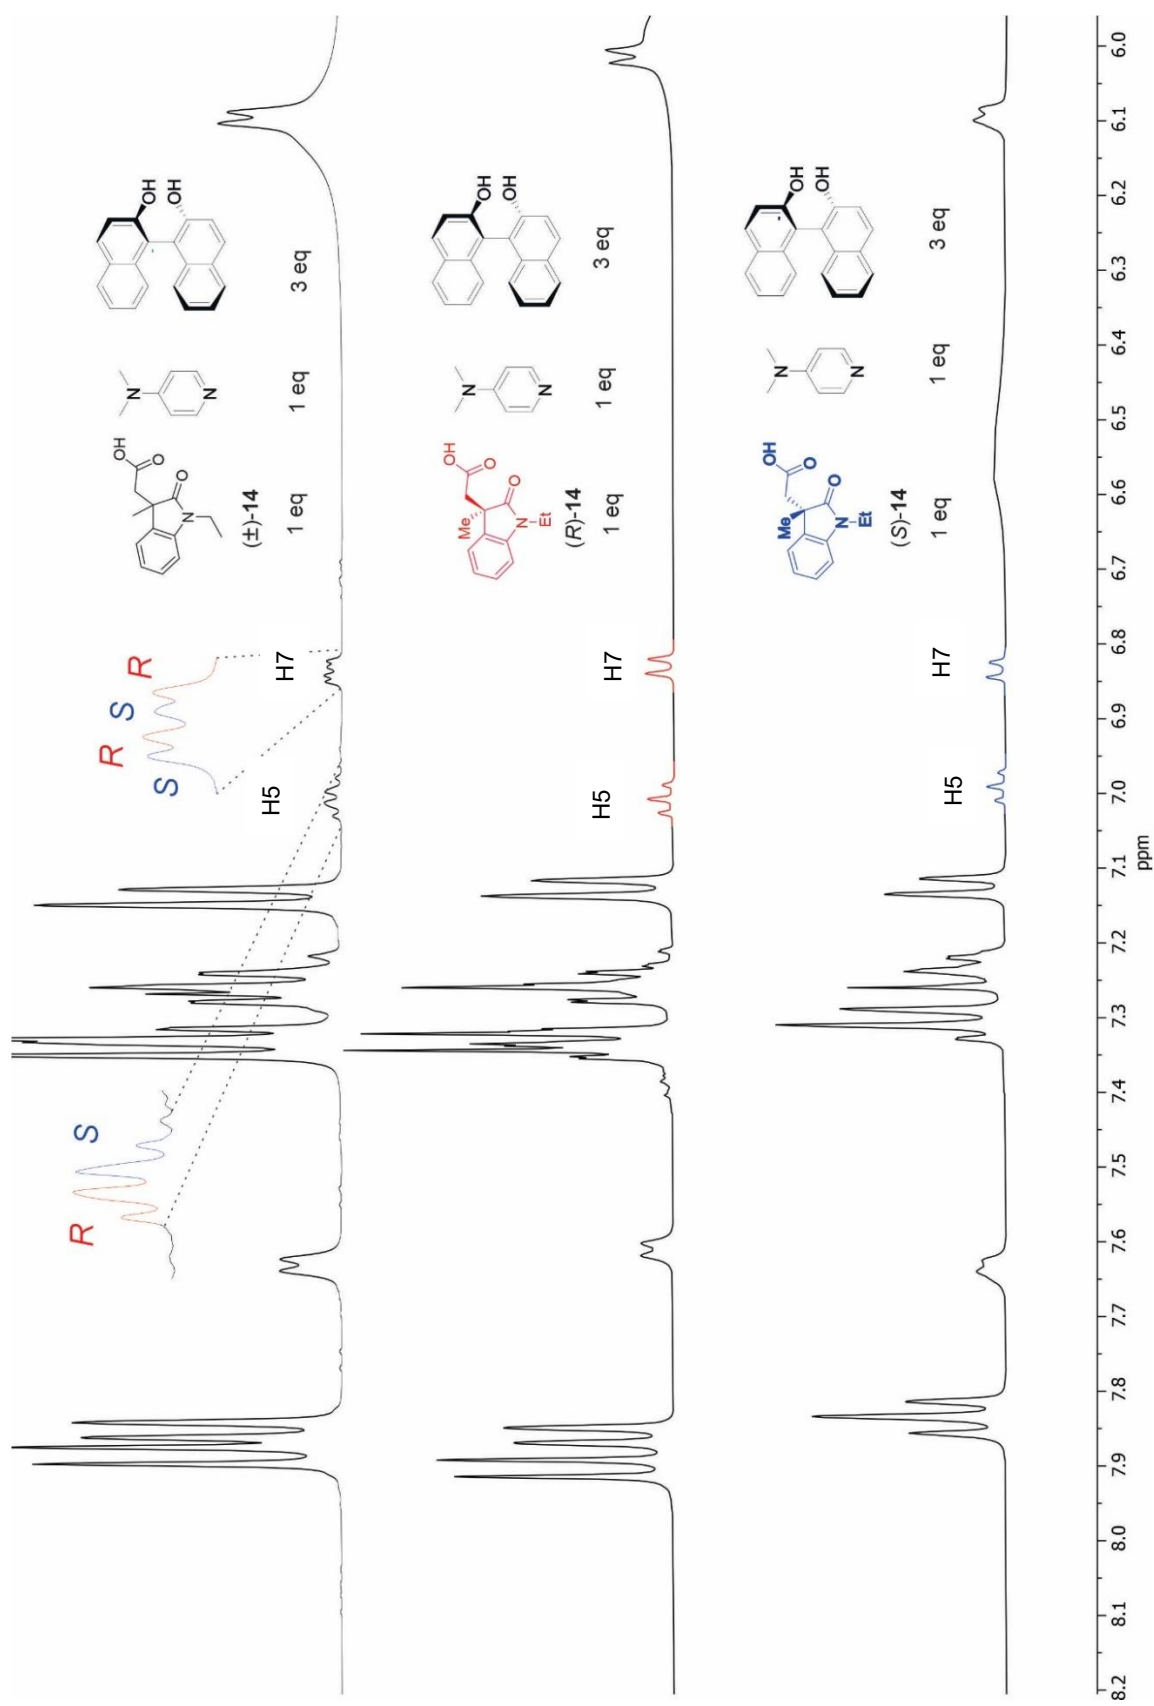 R S
S R S R
H5 H7
OH
O
O
N
(±)-14
1 eq
N
N
1 eq
OH
OH
3 eq
H5 H7
Me
OH
O
O
N
Et
(R)-14
1 eq
N
N
1 eq
OH
OH
3 eq
H5 H7
Me
OH
O
O
N
Et
(S)-14
1 eq
N
N
1 eq
OH
OH
3 eq
8.2 8.1 8.0 7.9 7.8 7.7 7.6 7.5 7.4 7.3 7.2 7.1 7.0 6.9 6.8 6.7 6.6 6.5 6.4 6.3 6.2 6.1 6.0
ppm